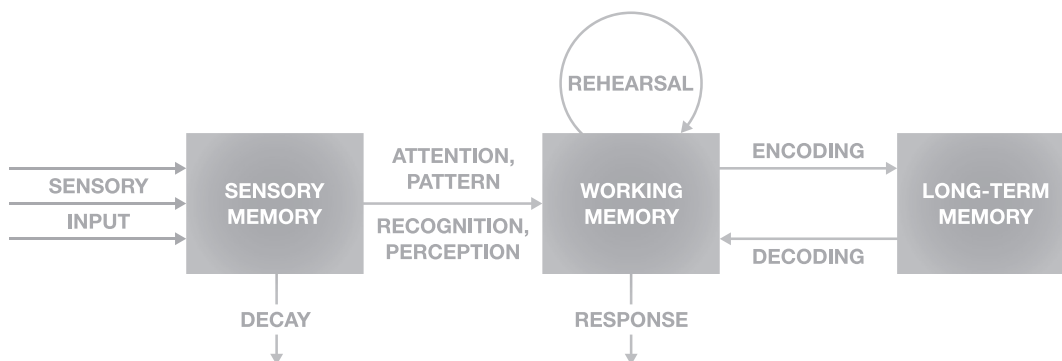 REHEARSAL
SENSORY
INPUT
SENSORY
MEMORY
ATTENTION,
PATTERN
RECOGNITION,
PERCEPTION
WORKING
MEMORY
ENCODING
DECODING
LONG-TERM
MEMORY
DECAY
RESPONSE